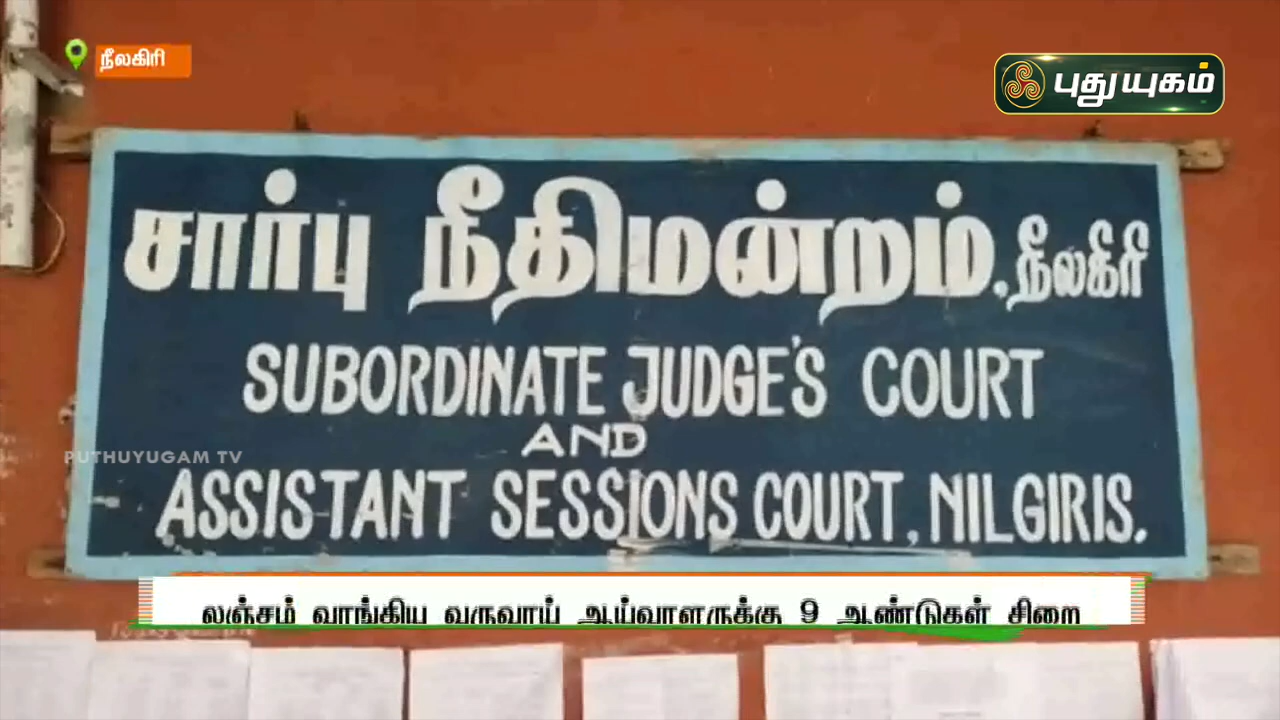 நீலகிரி
புதுயுகம்
சார்பு நீதிமன்றம், நீலகிரி
SUBORDINATE JUDGE'S COURT
AND
ASSISTANT SESSIONS COURT, NILGIRIS.
PUTHUYUGAM TV
லஞ்சம் வாங்கிய வருவாய் ஆய்வாளருக்கு 9 ஆண்டுகள் சிறை